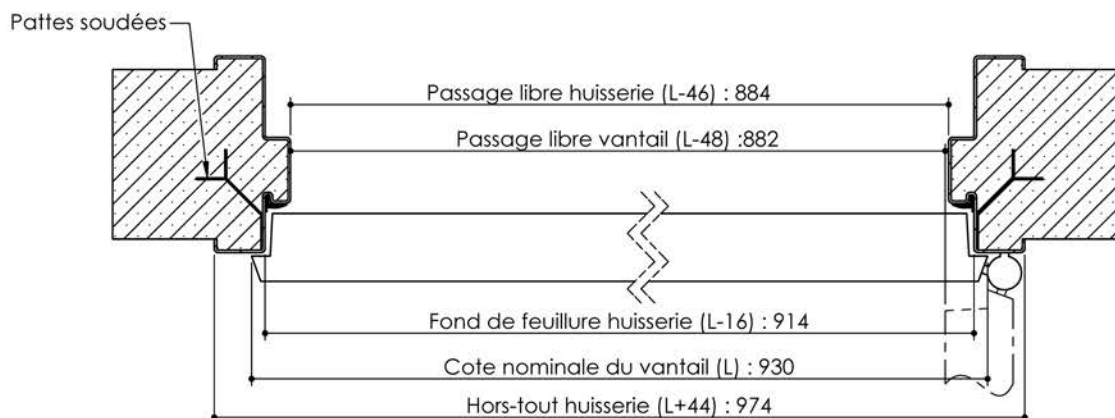 Pattes soudées
Passage libre huisserie (L-46) : 884
Passage libre vantail (L-48) :882
Fond de feuillure huisserie (L-16) : 914
Cote nominale du vantail (L) : 930
Hors-tout huisserie (L+44) : 974